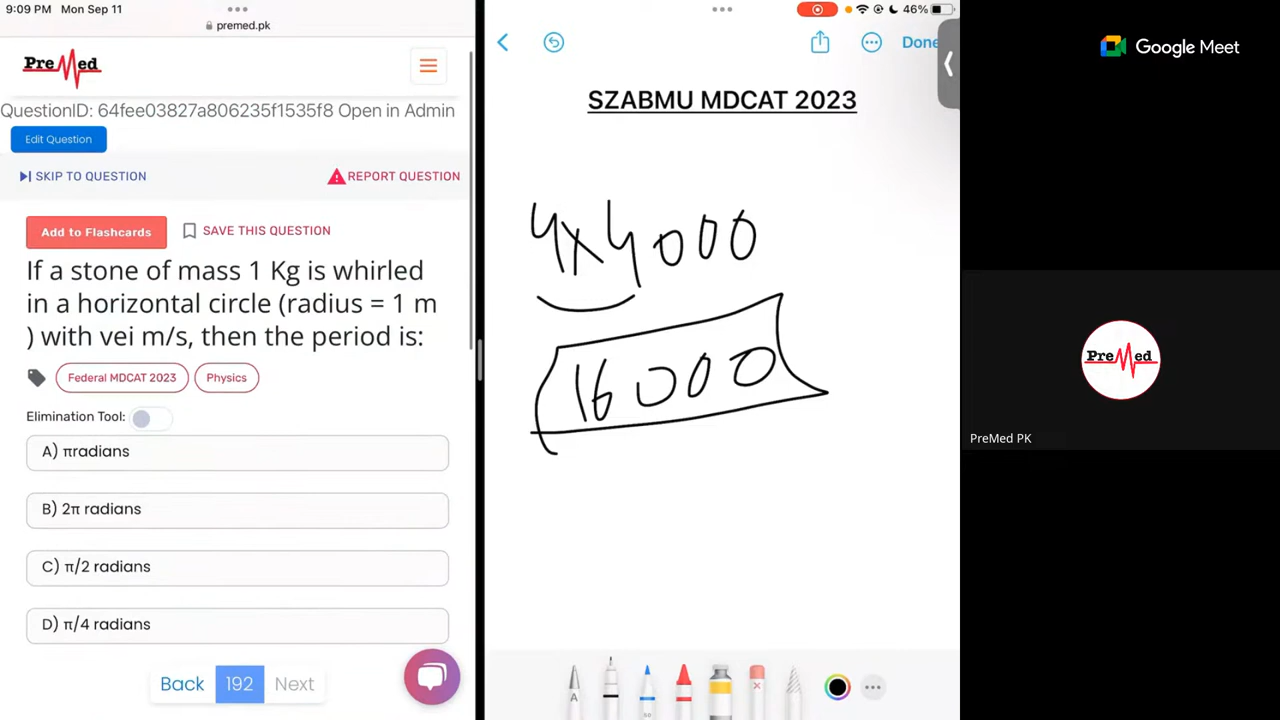 9:09 PM Mon Sep 11
premed.pk
PreMed
QuestionID: 64fee03827a806235f1535f8 Open in Admin
Edit Question
SKIP TO QUESTION
REPORT QUESTION
Add to Flashcards
SAVE THIS QUESTION
If a stone of mass 1 Kg is whirled
in a horizontal circle (radius = 1 m
) with vei m/s, then the period is:
Federal MDCAT 2023
Physics
Elimination Tool:
A) πradians
B) 2π radians
C) π/2 radians
D) π/4 radians
Back
192
Next
46%
Done
SZABMU MDCAT 2023
4x4000
16000
A
50
Google Meet
PreMed
PreMed PK